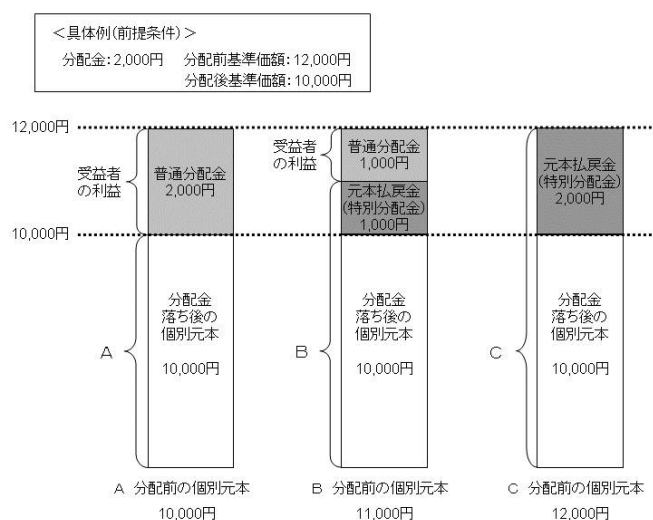 ＜具体例(前提条件)＞
分配金:2,000円　分配前基準価額:12,000円
分配後基準価額:10,000円
12,000円
10,000円
受益者
の利益
普通分配金
2,000円
分配金
落ち後の
個別元本
10,000円
A
A 分配前の個別元本
10,000円
受益者
の利益
普通分配金
1,000円
元本払戻金
(特別分配金)
1,000円
分配金
落ち後の
個別元本
10,000円
B
B 分配前の個別元本
11,000円
元本払戻金
(特別分配金)
2,000円
分配金
落ち後の
個別元本
10,000円
C
C 分配前の個別元本
12,000円